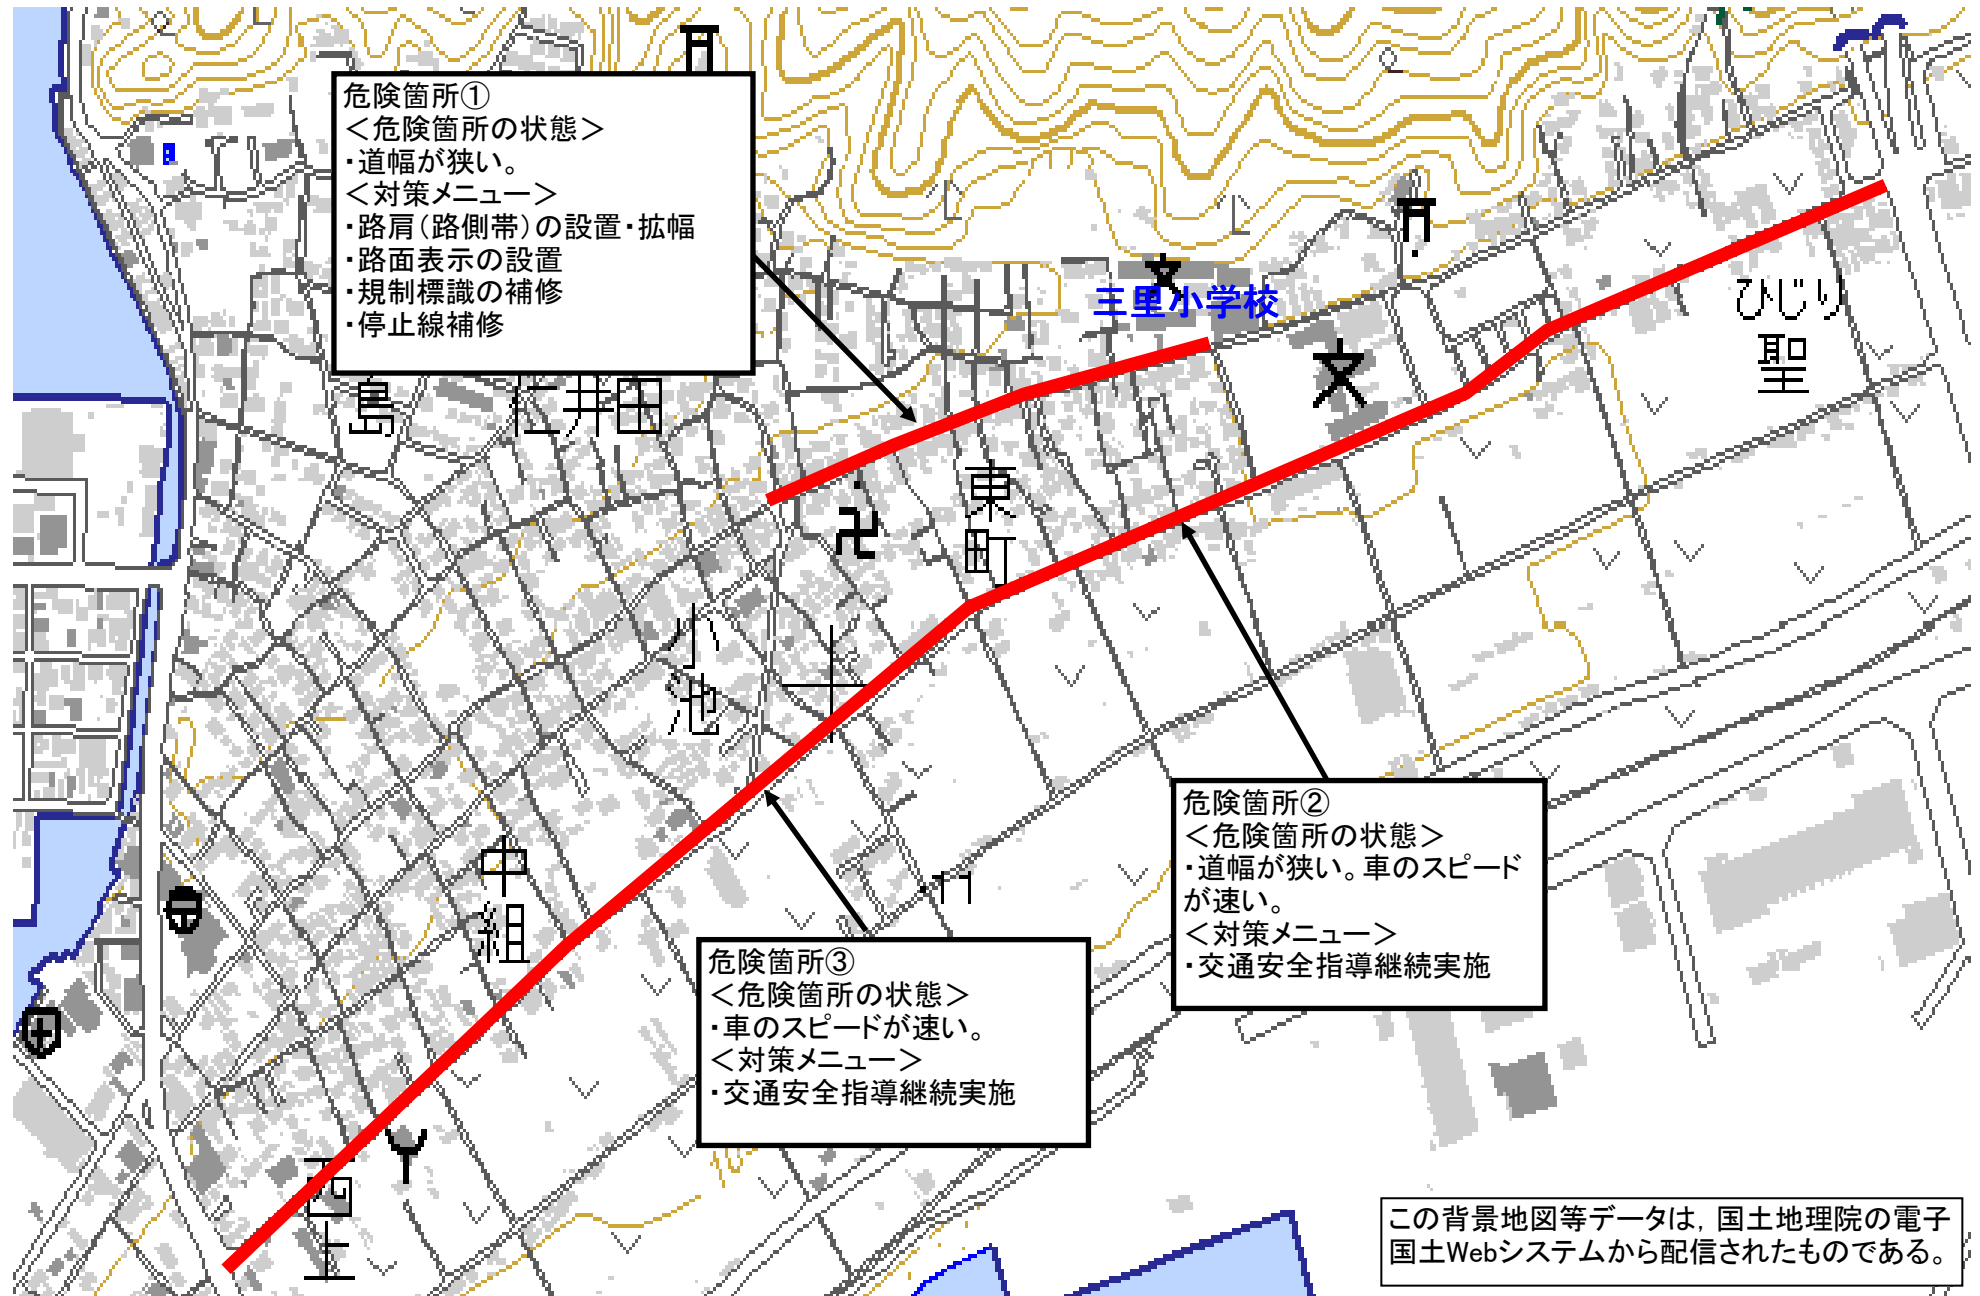 危険箇所①
＜危険箇所の状態＞
・道幅が狭い。
＜対策メニュー＞
・路肩（路側帯）の設置・拡幅
・路面表示の設置
・規制標識の補修
・停止線補修
三里小学校
ひじり
聖
島
仁井田
東町
小池
中組
危険箇所②
＜危険箇所の状態＞
・道幅が狭い。車のスピード
が速い。
＜対策メニュー＞
・交通安全指導継続実施
危険箇所③
＜危険箇所の状態＞
・車のスピードが速い。
＜対策メニュー＞
・交通安全指導継続実施
この背景地図等データは，国土地理院の電子
国土Webシステムから配信されたものである。